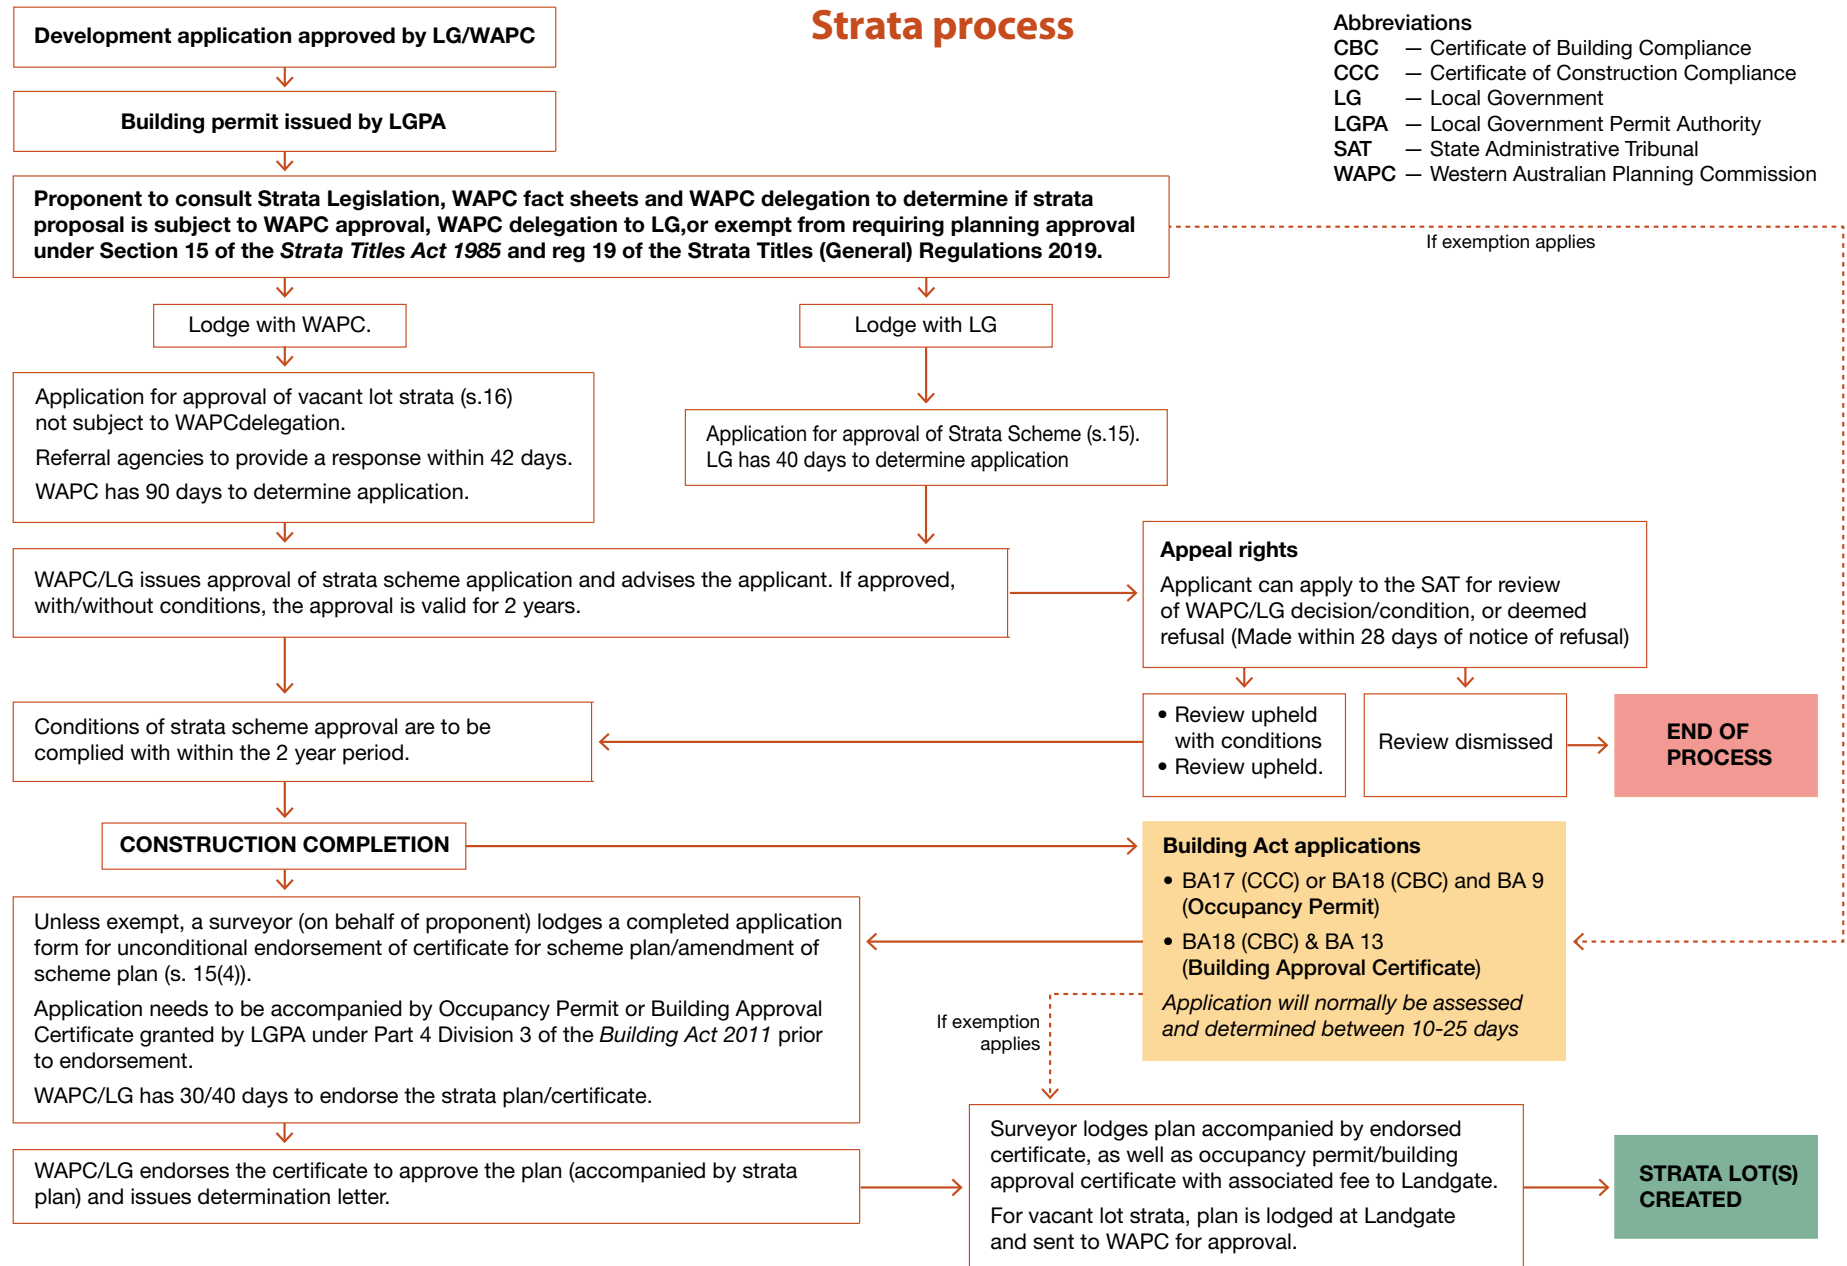 Strata process
Abbreviations
CBC — Certificate of Building Compliance
CCC — Certificate of Construction Compliance
LG — Local Government
LGPA — Local Government Permit Authority
SAT — State Administrative Tribunal
WAPC — Western Australian Planning Commission
Development application approved by LG/WAPC
Building permit issued by LGPA
Proponent to consult Strata Legislation, WAPC fact sheets and WAPC delegation to determine if strata
proposal is subject to WAPC approval, WAPC delegation to LG,or exempt from requiring planning approval
under Section 15 of the Strata Titles Act 1985 and reg 19 of the Strata Titles (General) Regulations 2019.
If exemption applies
Lodge with WAPC.
Lodge with LG
Application for approval of vacant lot strata (s.16)
not subject to WAPCdelegation.
Referral agencies to provide a response within 42 days.
WAPC has 90 days to determine application.
Application for approval of Strata Scheme (s.15).
LG has 40 days to determine application
WAPC/LG issues approval of strata scheme application and advises the applicant. If approved,
with/without conditions, the approval is valid for 2 years.
Appeal rights
Applicant can apply to the SAT for review
of WAPC/LG decision/condition, or deemed
refusal (Made within 28 days of notice of refusal)
Conditions of strata scheme approval are to be
complied with within the 2 year period.
• Review upheld
with conditions
• Review upheld.
Review dismissed
END OF
PROCESS
CONSTRUCTION COMPLETION
Building Act applications
• BA17 (CCC) or BA18 (CBC) and BA 9
(Occupancy Permit)
• BA18 (CBC) & BA 13
(Building Approval Certificate)
Application will normally be assessed
and determined between 10-25 days
Unless exempt, a surveyor (on behalf of proponent) lodges a completed application
form for unconditional endorsement of certificate for scheme plan/amendment of
scheme plan (s. 15(4)).
Application needs to be accompanied by Occupancy Permit or Building Approval
Certificate granted by LGPA under Part 4 Division 3 of the Building Act 2011 prior
to endorsement.
WAPC/LG has 30/40 days to endorse the strata plan/certificate.
If exemption
applies
WAPC/LG endorses the certificate to approve the plan (accompanied by strata
plan) and issues determination letter.
Surveyor lodges plan accompanied by endorsed
certificate, as well as occupancy permit/building
approval certificate with associated fee to Landgate.
For vacant lot strata, plan is lodged at Landgate
and sent to WAPC for approval.
STRATA LOT(S)
CREATED